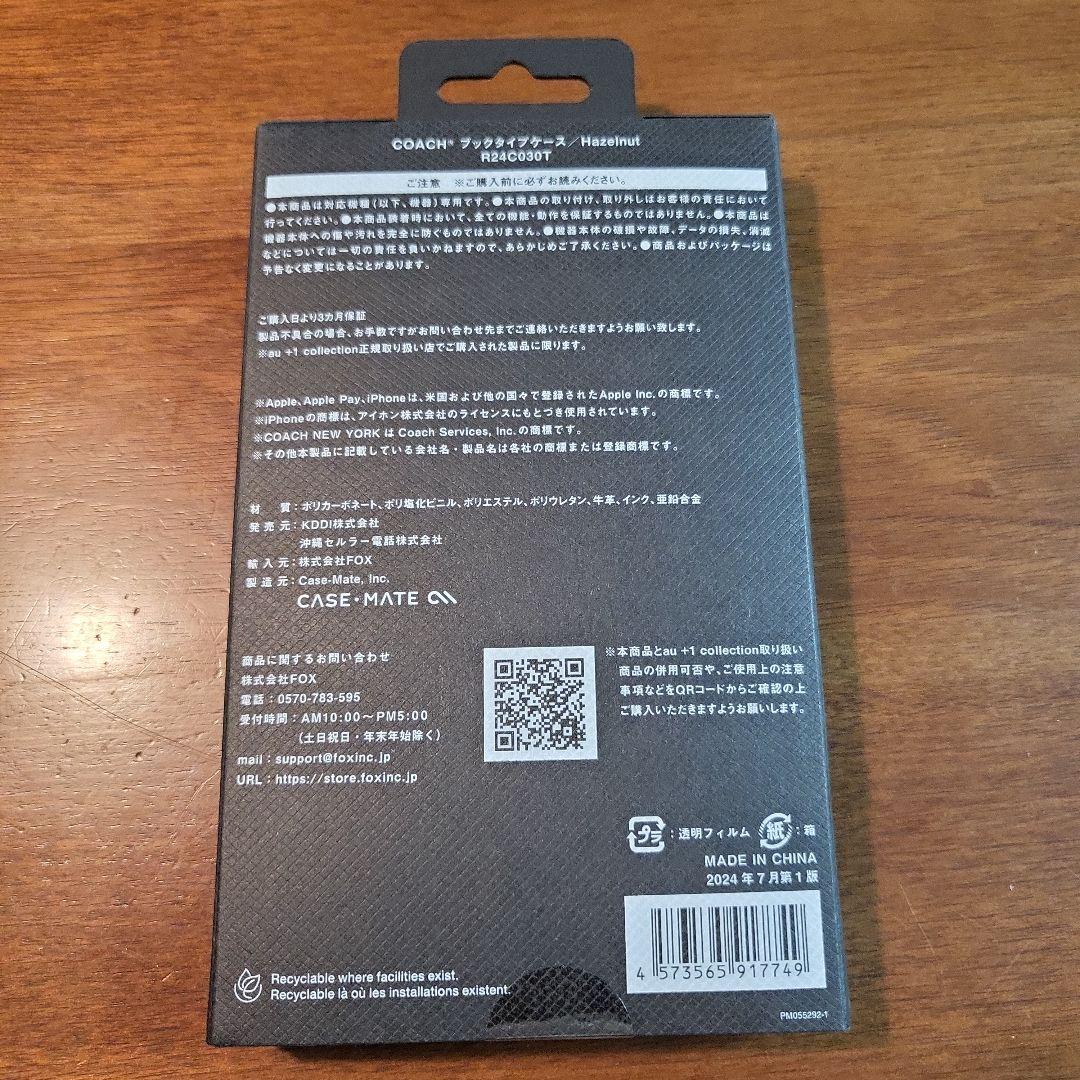 COACH® ブックタイプケース／Hazelnut
R24C030T
ご注意　※ご購入前に必ずお読みください。
●本商品は対応機種（以下、機器）専用です。●本商品の取り付け、取り外しはお客様の責任において
行ってください。●本商品装着時において、全ての機能・動作を保証するものではありません。●本商品は
機器本体への傷や汚れを完全に防ぐものではありません。●機器本体の破損や故障、データの損失、消滅
などについては一切の責任を負いかねますので、あらかじめご了承ください。●商品およびパッケージは
予告なく変更になることがあります。
ご購入日より3カ月保証
製品不具合の場合、お手数ですがお問い合わせ先までご連絡いただきますようお願い致します。
※au +1 collection正規取り扱い店でご購入された製品に限ります。
※Apple、Apple Pay、iPhoneは、米国および他の国々で登録されたApple Inc.の商標です。
※iPhoneの商標は、アイホン株式会社のライセンスにもとづき使用されています。
※COACH NEW YORK は Coach Services, Inc.の商標です。
※その他本製品に記載している会社名・製品名は各社の商標または登録商標です。
材　質：ポリカーボネート、ポリ塩化ビニル、ポリエステル、ポリウレタン、牛革、インク、亜鉛合金
発売元：KDDI株式会社
沖縄セルラー電話株式会社
輸入元：株式会社FOX
製造元：Case-Mate, Inc.
CASE·MATE
商品に関するお問い合わせ
株式会社FOX
電話：0570-783-595
受付時間：AM10:00～PM5:00
（土日祝日・年末年始除く）
mail：support@foxinc.jp
URL：https://store.foxinc.jp
※本商品とau +1 collection取り扱い
商品の併用可否や、ご使用上の注意
事項などをQRコードからご確認の上
ご購入いただきますようお願いします。
プラ：透明フィルム 紙：箱
MADE IN CHINA
2024年7月第1版
4 573565 917749
Recyclable where facilities exist.
Recyclable là où les installations existent.
PM055292-1